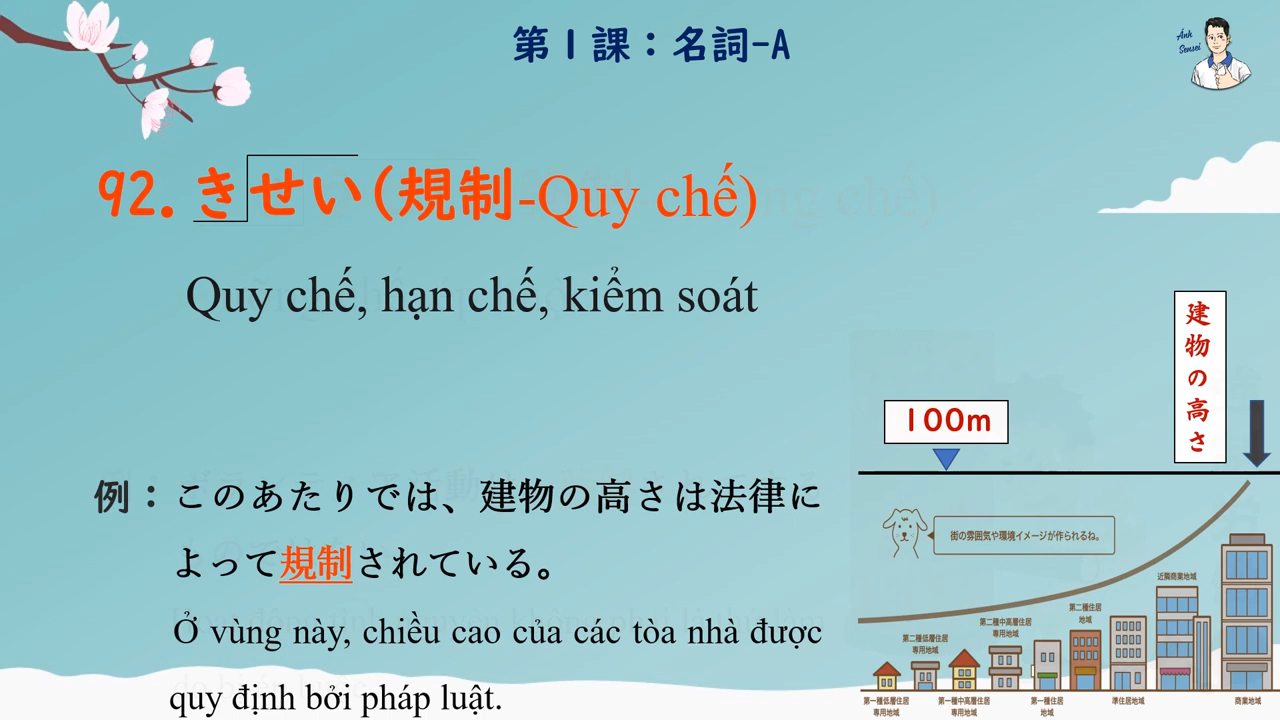 第1課：名詞-A
Anh
Sensei
92. きせい(規制-Quy chế)
Quy chế, hạn chế, kiểm soát
建物の高さ
100m
例：このあたりでは、建物の高さは法律に
よって規制されている。
Ở vùng này, chiều cao của các tòa nhà được
quy định bởi pháp luật.
街の雰囲気や環境イメージが作られるね。
近隣商業地域
第二種住居
地域
第二種中高層住居
専用地域
第二種低層住居
専用地域
第一種低層住居
専用地域
第一種中高層住居
専用地域
第一種住居
地域
準住居地域
商業地域